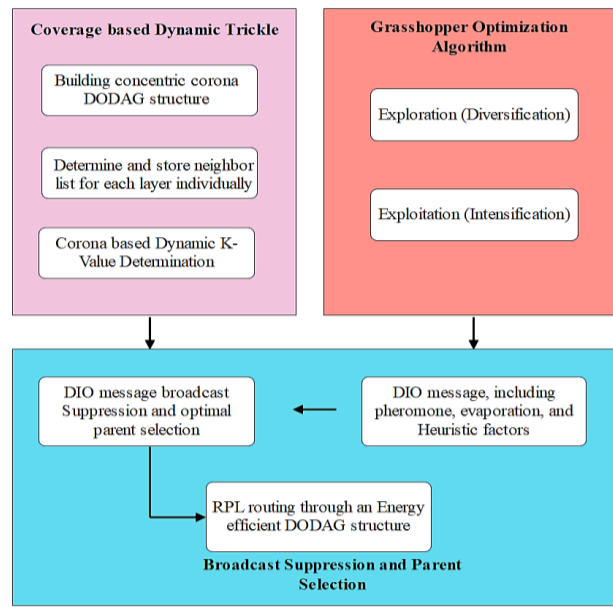 Coverage based Dynamic Trickle
Building concentric corona
DODAG structure
Determine and store neighbor
list for each layer individually
Corona based Dynamic K-
Value Determination
Grasshopper Optimization
Algorithm
Exploration (Diversification)
Exploitation (Intensification)
DIO message broadcast
Suppression and optimal
parent selection
DIO message, including
pheromone, evaporation, and
Heuristic factors
RPL routing through an Energy
efficient DODAG structure
Broadcast Suppression and Parent
Selection